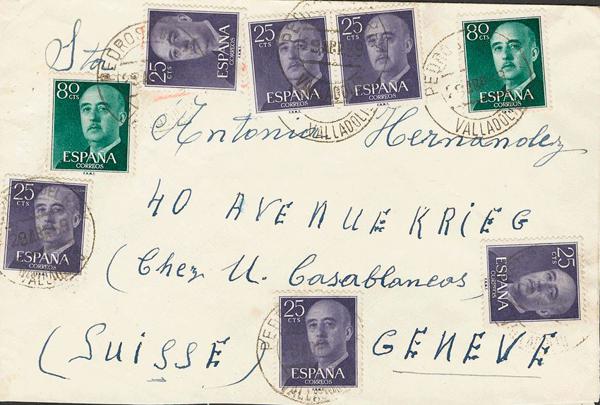 Sta
Antonia Hernandez
40 AVENUE KRIEG
(Chez U. Casablancas)
(SUISSE) GENEVE
25 CTS ESPAÑA CORREOS
25 CTS ESPAÑA CORREOS
25 CTS ESPAÑA CORREOS
80 CTS ESPAÑA CORREOS
80 CTS ESPAÑA CORREOS
25 CTS ESPAÑA CORREOS
25 CTS ESPAÑA CORREOS
25 CTS ESPAÑA CORREOS
VALLADOLID
VALLADOLID